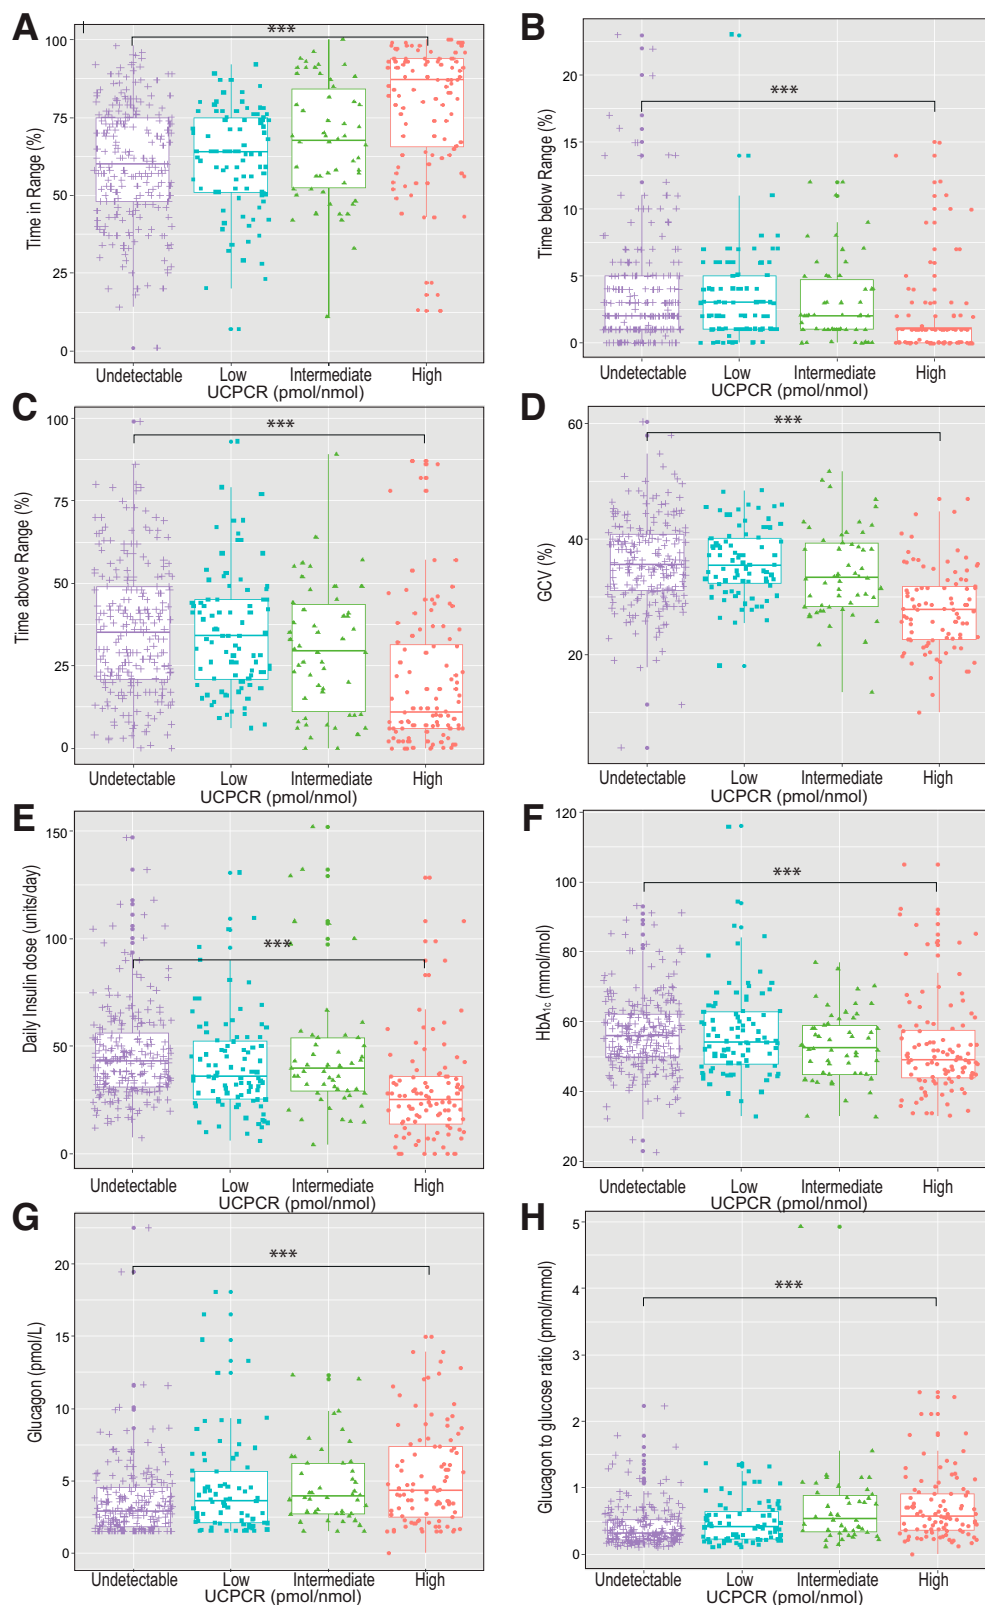 A
***
Time in Range (%)
100
75
50
25
0
Undetectable Low Intermediate High
UCPCR (pmol/nmol)
B
***
Time below Range (%)
20
15
10
5
0
Undetectable Low Intermediate High
UCPCR (pmol/nmol)
C
***
Time above Range (%)
100
75
50
25
0
Undetectable Low Intermediate High
UCPCR (pmol/nmol)
D
***
GCV (%)
60
40
20
Undetectable Low Intermediate High
UCPCR (pmol/nmol)
E
***
Daily Insulin dose (units/day)
150
100
50
0
Undetectable Low Intermediate High
UCPCR (pmol/nmol)
F
***
HbA1c (mmol/mol)
120
100
80
60
40
20
Undetectable Low Intermediate High
UCPCR (pmol/nmol)
G
***
Glucagon (pmol/L)
20
15
10
5
0
Undetectable Low Intermediate High
UCPCR (pmol/nmol)
H
***
Glucagon to glucose ratio (pmol/mmol)
5
4
3
2
1
0
Undetectable Low Intermediate High
UCPCR (pmol/nmol)